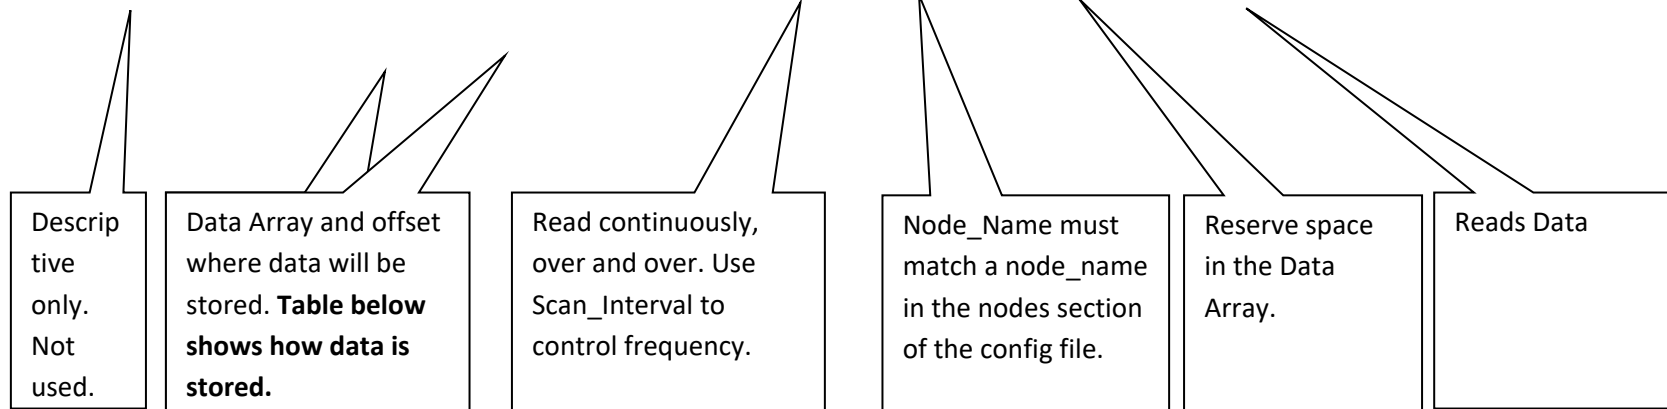 Descrip
tive
only.
Not
used.
Data Array and offset
where data will be
stored. Table below
shows how data is
stored.
Read continuously,
over and over. Use
Scan_Interval to
control frequency.
Node_Name must
match a node_name
in the nodes section
of the config file.
Reserve space
in the Data
Array.
Reads Data